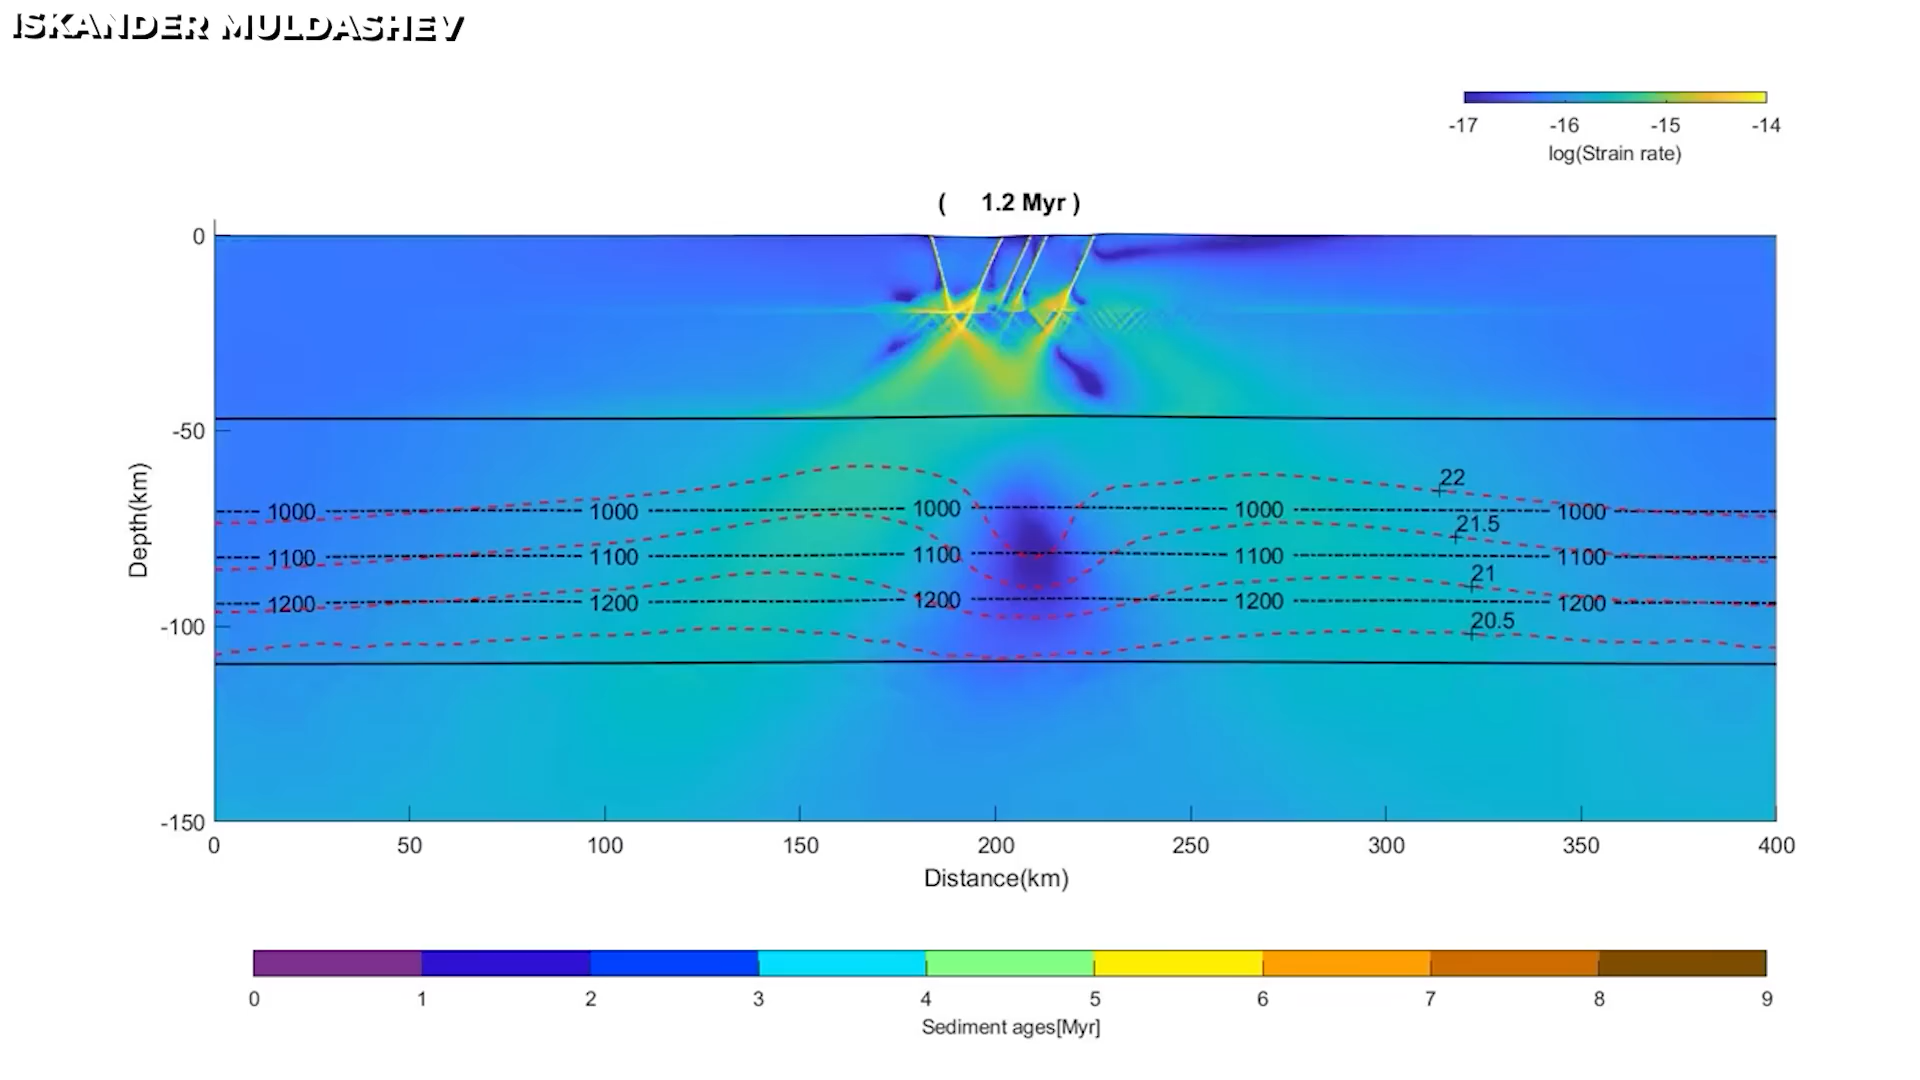 ISKANDER MULDASHEV
-17 -16 -15 -14
log(Strain rate)
( 1.2 Myr )
0
-50
-100
-150
Depth(km)
22
1000 1000 1000 1000 1000
21.5
1100 1100 1100 1100 1100
21
1200 1200 1200 1200 1200
20.5
0 50 100 150 200 250 300 350 400
Distance(km)
0 1 2 3 4 5 6 7 8 9
Sediment ages[Myr]